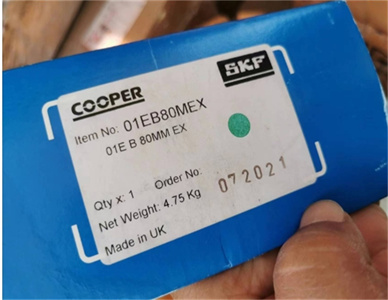 COOPER
SKF
Item No: 01EB80MEX
01E B 80MM EX
Qty x: 1 Order No:
072021
Net Weight: 4.75 Kg
Made in UK